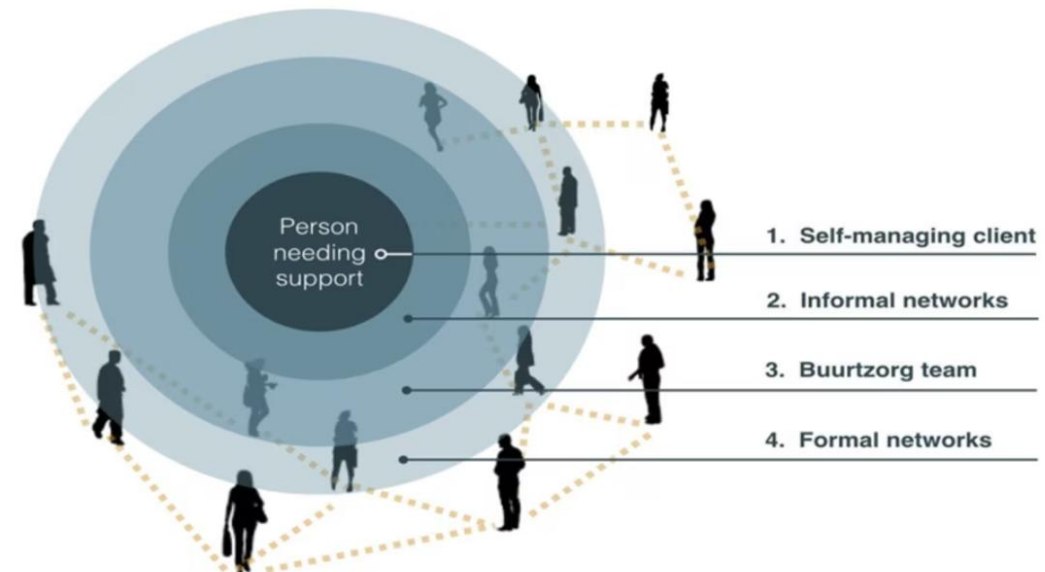 Person
needing
support
1. Self-managing client
2. Informal networks
3. Buurtzorg team
4. Formal networks